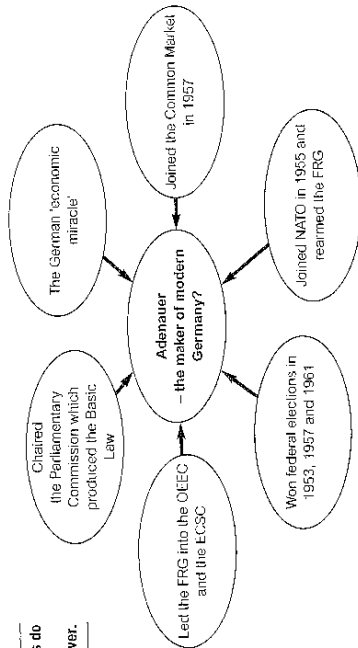 s do
wer.
Chaired
the Parliamentary
Commission which
produced the Basic
Law
The German 'economic
miracle'
Joined the Common Market
in 1957
Adenauer
– the maker of modern
Germany?
Led the FRG into the OEEC
and the ECSC
Won federal elections in
1953, 1957 and 1961
Joined NATO in 1955 and
rearmed the FRG